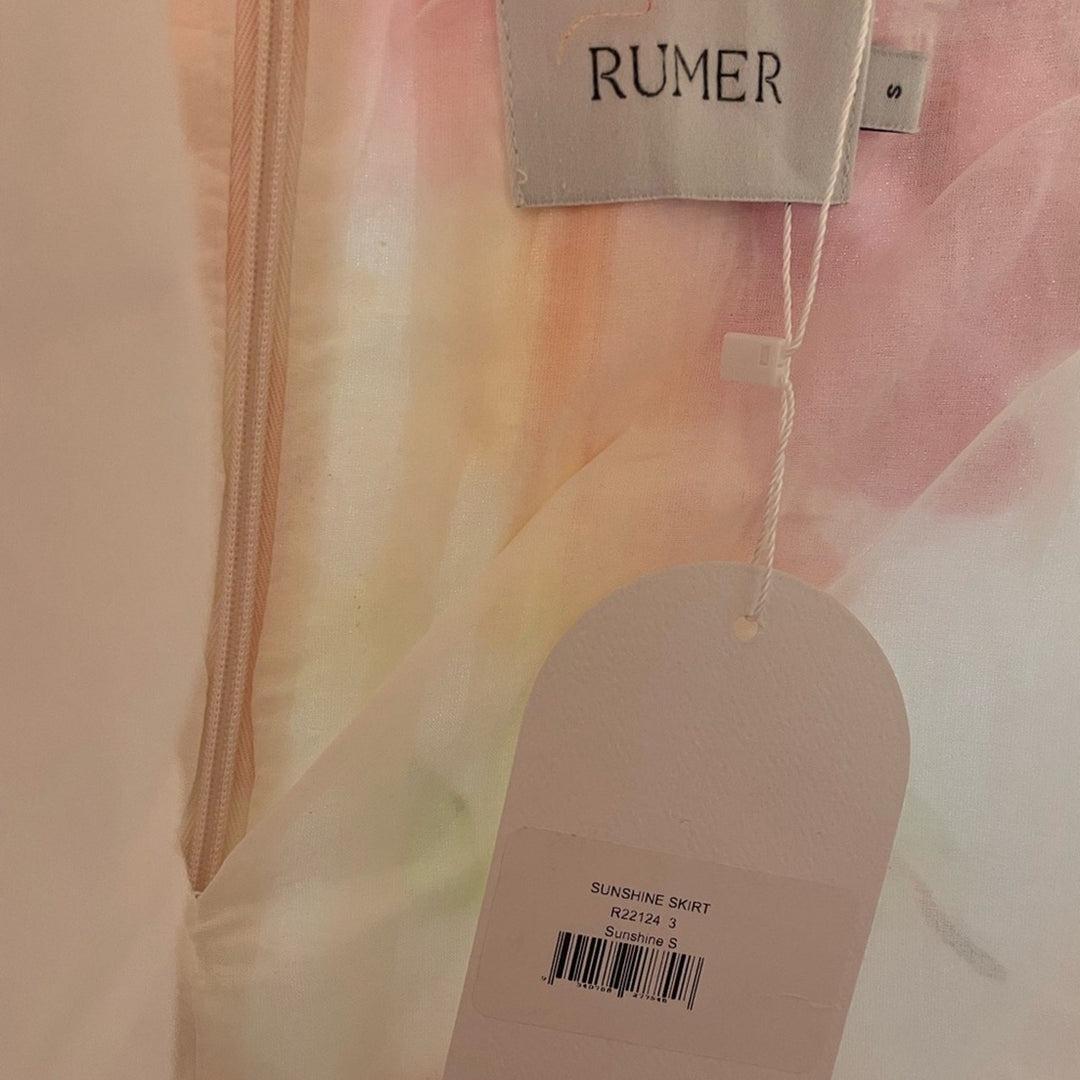 RUMER
S
SUNSHINE SKIRT
R22124 3
Sunshine S